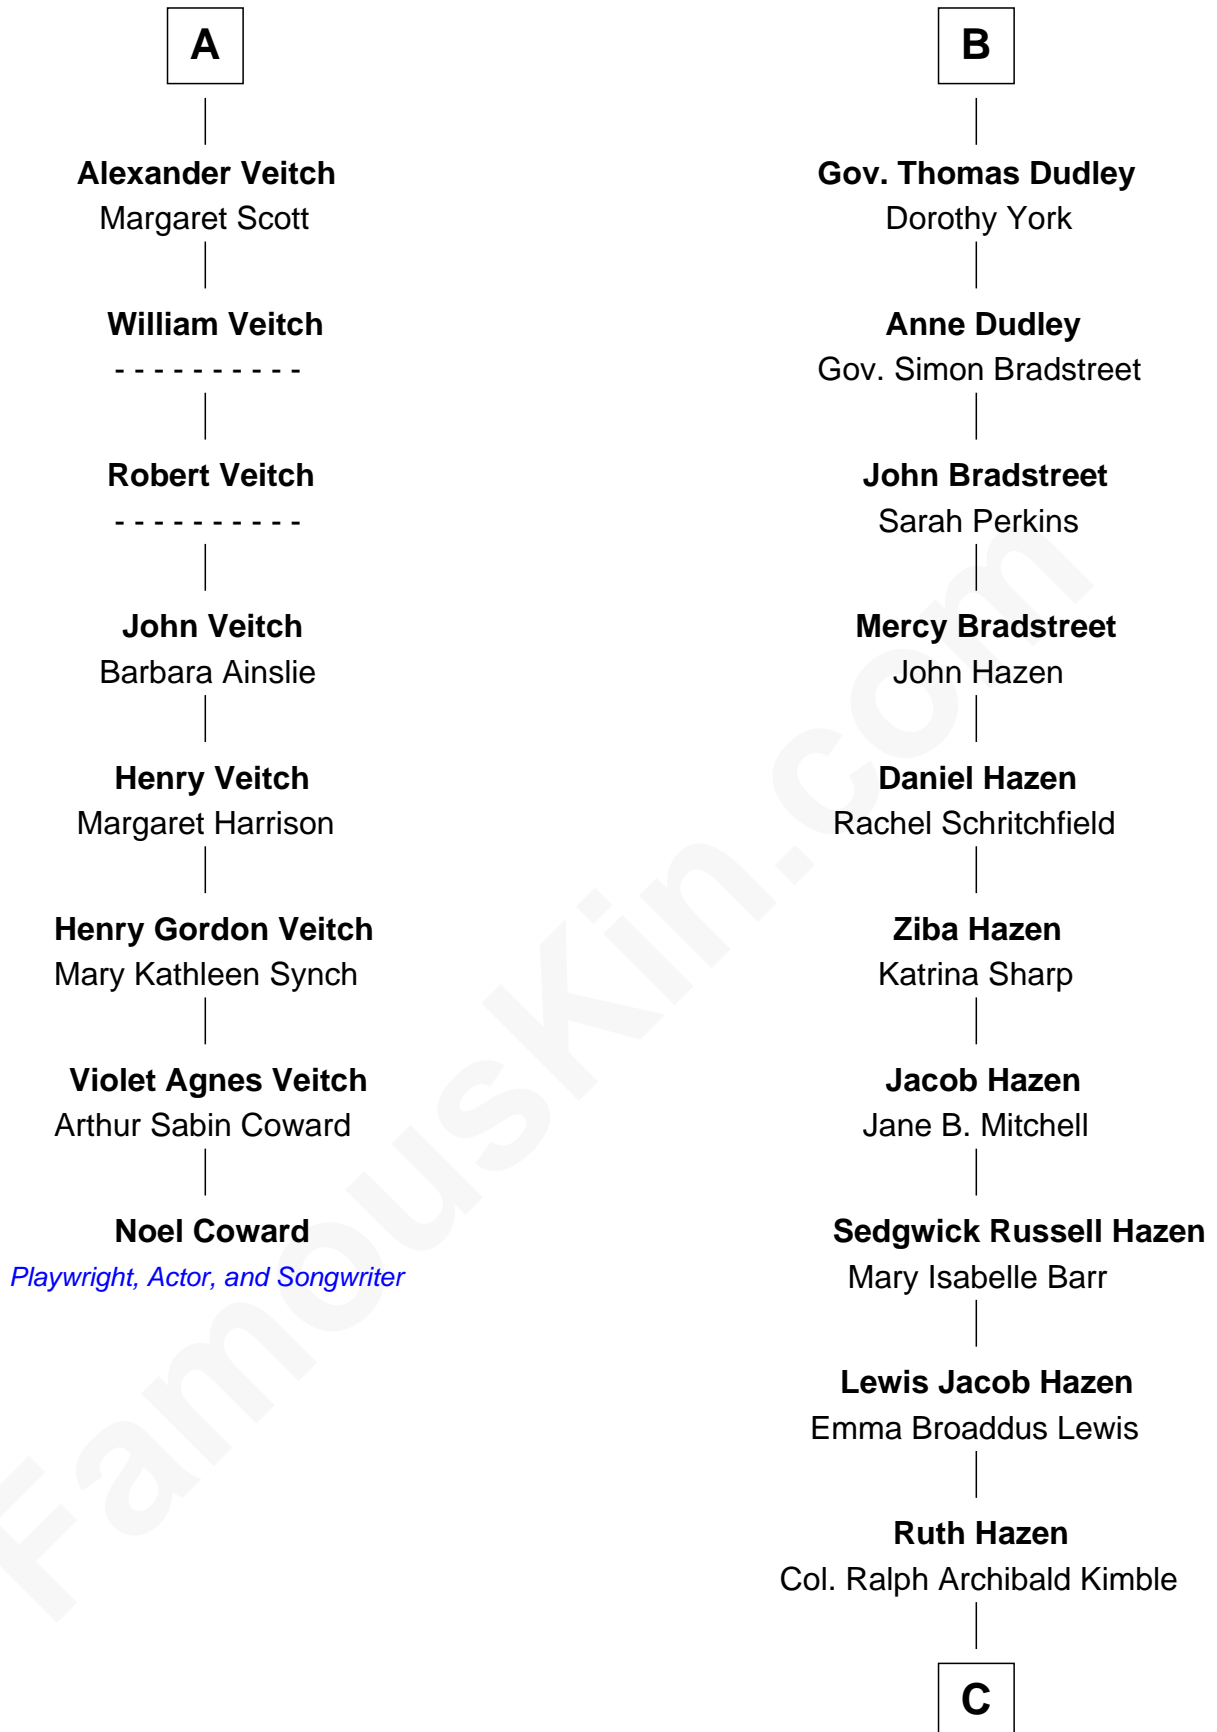 A
Alexander Veitch
Margaret Scott
William Veitch
- - - - - - - - - -
Robert Veitch
- - - - - - - - - -
John Veitch
Barbara Ainslie
Henry Veitch
Margaret Harrison
Henry Gordon Veitch
Mary Kathleen Synch
Violet Agnes Veitch
Arthur Sabin Coward
Noel Coward
Playwright, Actor, and Songwriter
B
Gov. Thomas Dudley
Dorothy York
Anne Dudley
Gov. Simon Bradstreet
John Bradstreet
Sarah Perkins
Mercy Bradstreet
John Hazen
Daniel Hazen
Rachel Schritchfield
Ziba Hazen
Katrina Sharp
Jacob Hazen
Jane B. Mitchell
Sedgwick Russell Hazen
Mary Isabelle Barr
Lewis Jacob Hazen
Emma Broaddus Lewis
Ruth Hazen
Col. Ralph Archibald Kimble
C
FamousKin.com